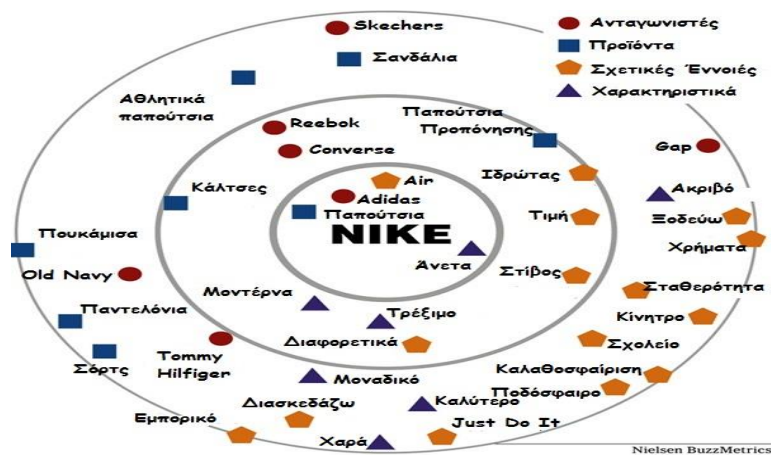 Skechers
Ανταγωνιστές
Προϊόντα
Σχετικές Έννοιές
Χαρακτηριστικά
Σανδάλια
Αθλητικά
παπούτσια
Reebok
Converse
Παπούτσια
Προπόνησης
Gap
Ιδρώτας
Ακριβό
Κάλτσες
Air
Adidas
Παπούτσια
NIKE
Άνετα
Τιμή
Ξοδεύω
Χρήματα
Πουκάμισα
Old Navy
Στίβος
Σταθερότητα
Μοντέρνα
Τρέξιμο
Παντελόνια
Κίνητρο
Διαφορετικά
Σχολείο
Σόρτς
Tommy
Hilfiger
Μοναδικό
Καλαθοσφαίριση
Ποδόσφαιρο
Διασκεδάζω
Καλύτερο
Εμπορικό
Χαρά
Just Do It
Nielsen BuzzMetrics